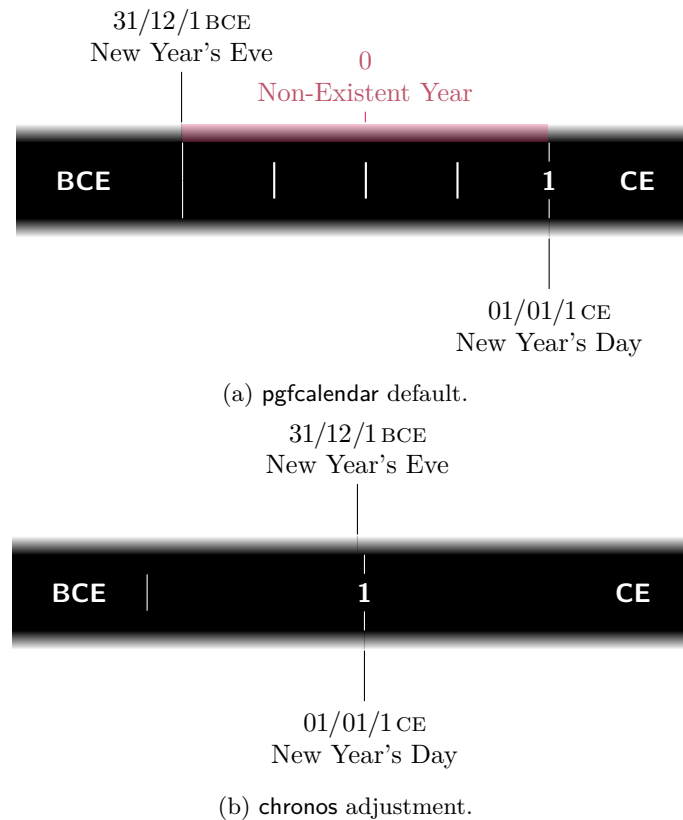 31/12/1 BCE
New Year's Eve
0
Non-Existent Year
BCE 1 CE
01/01/1 CE
New Year's Day
(a) pgfcalendar default.
31/12/1 BCE
New Year's Eve
BCE 1 CE
01/01/1 CE
New Year's Day
(b) chronos adjustment.